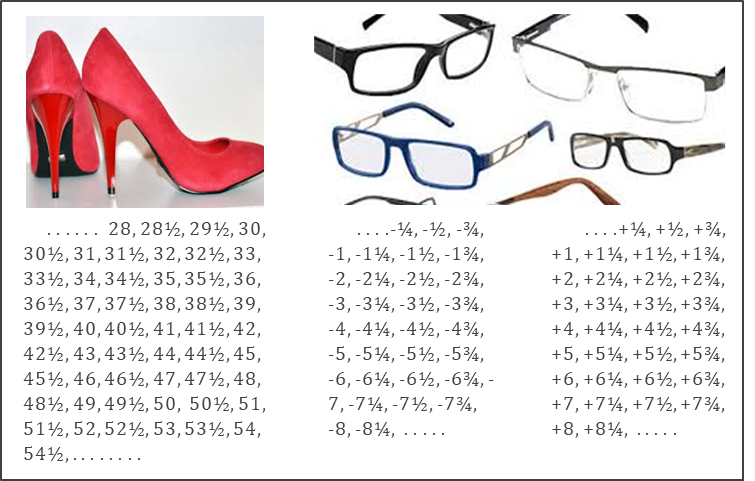 . . . . . . 28, 28½, 29½, 30,
30½, 31, 31½, 32, 32½, 33,
33½, 34, 34½, 35, 35½, 36,
36½, 37, 37½, 38, 38½, 39,
39½, 40, 40½, 41, 41½, 42,
42½, 43, 43½, 44, 44½, 45,
45½, 46, 46½, 47, 47½, 48,
48½, 49, 49½, 50, 50½, 51,
51½, 52, 52½, 53, 53½, 54,
54½, . . . . . . . .
. . . .-¼, -½, -¾,
-1, -1¼, -1½, -1¾,
-2, -2¼, -2½, -2¾,
-3, -3¼, -3½, -3¾,
-4, -4¼, -4½, -4¾,
-5, -5¼, -5½, -5¾,
-6, -6¼, -6½, -6¾, -
7, -7¼, -7½, -7¾,
-8, -8¼, . . . . .
. . . .+¼, +½, +¾,
+1, +1¼, +1½, +1¾,
+2, +2¼, +2½, +2¾,
+3, +3¼, +3½, +3¾,
+4, +4¼, +4½, +4¾,
+5, +5¼, +5½, +5¾,
+6, +6¼, +6½, +6¾,
+7, +7¼, +7½, +7¾,
+8, +8¼, . . . . .